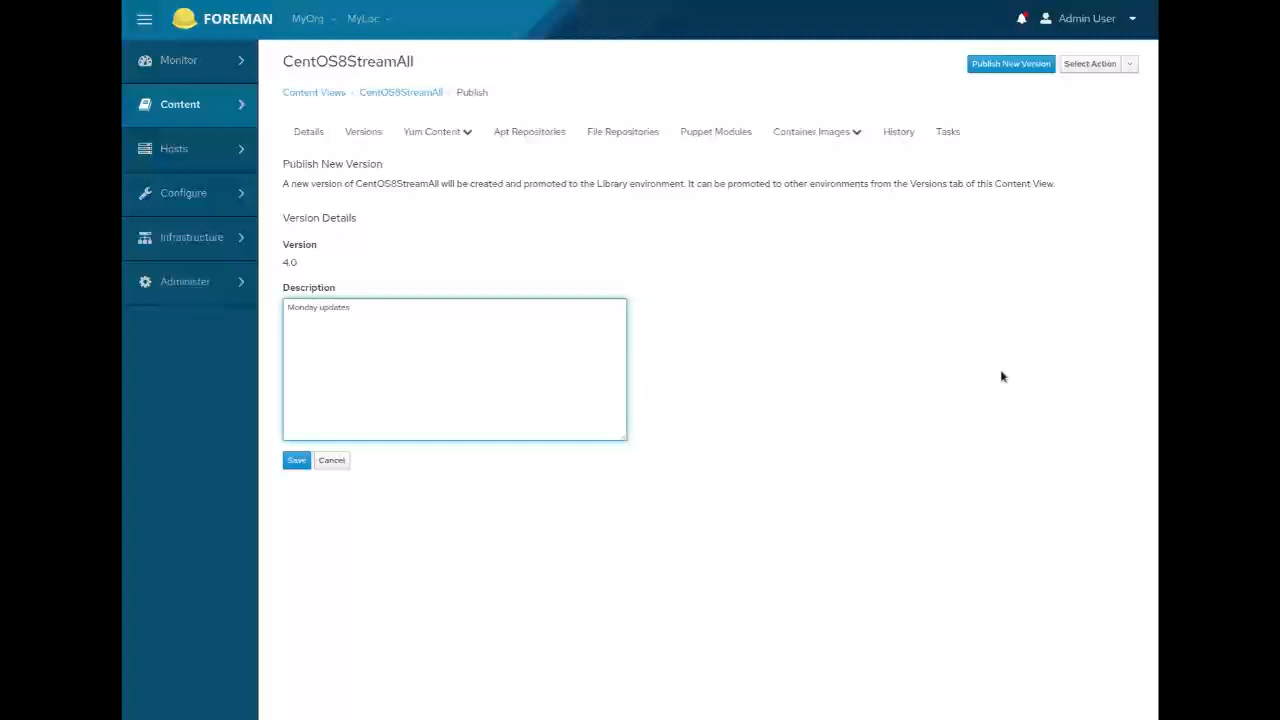 FOREMAN MyOrg MyLoc Admin User
Monitor
Content
Hosts
Configure
Infrastructure
Administer
CentOS8StreamAll
Publish New Version Select Action
Content Views CentOS8StreamAll Publish
Details Versions Yum Content Apt Repositories File Repositories Puppet Modules Container Images History Tasks
Publish New Version
A new version of CentOS8StreamAll will be created and promoted to the Library environment. It can be promoted to other environments from the Versions tab of this Content View.
Version Details
Version
4.0
Description
Monday updates
Save Cancel